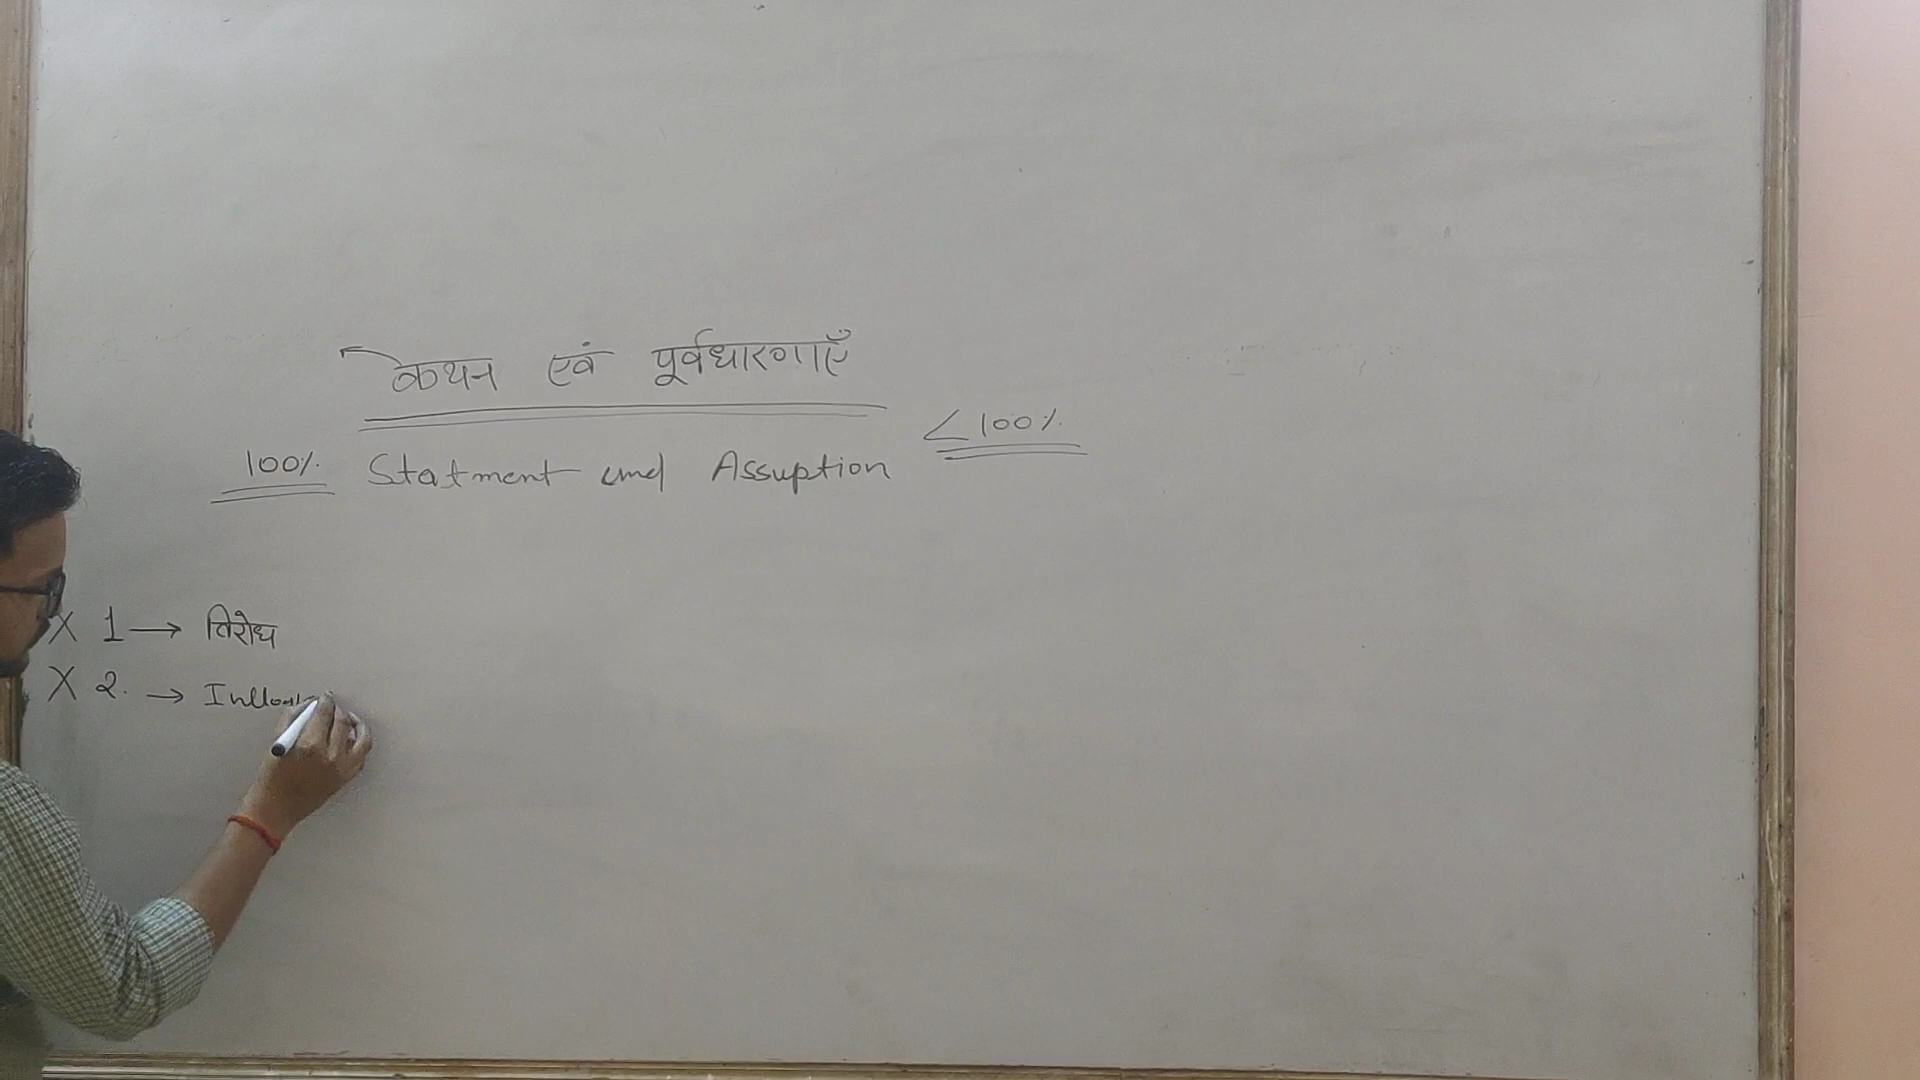 कथन एवं पूर्वधारणाएँ
< 100%
100% Statment and Assuption
X 1 → विरोध
X 2. →